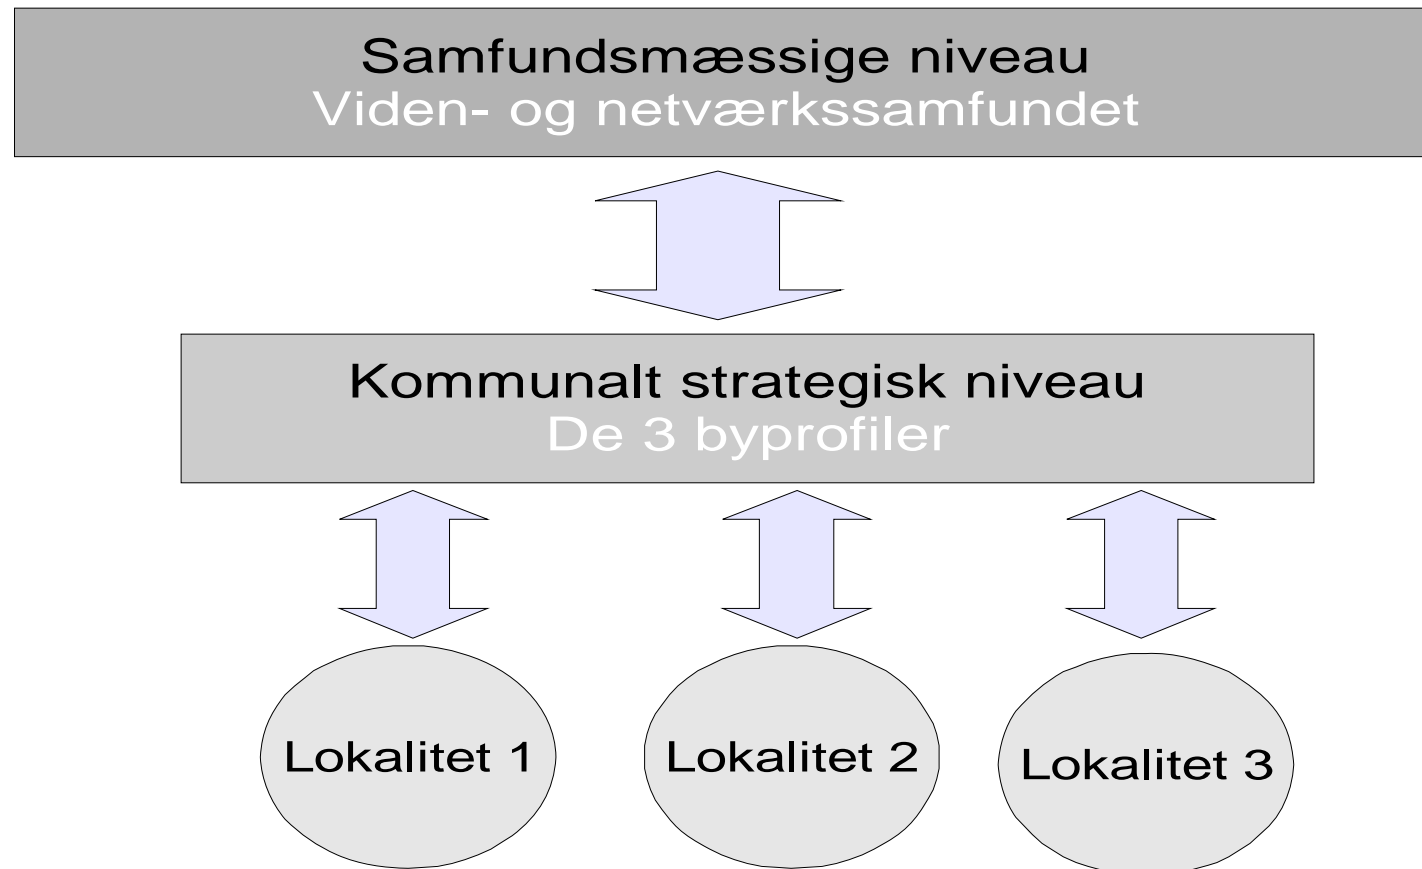 Samfundsmæssige niveau
Viden- og netværkssamfundet
Kommunalt strategisk niveau
De 3 byprofiler
Lokalitet 1
Lokalitet 2
Lokalitet 3